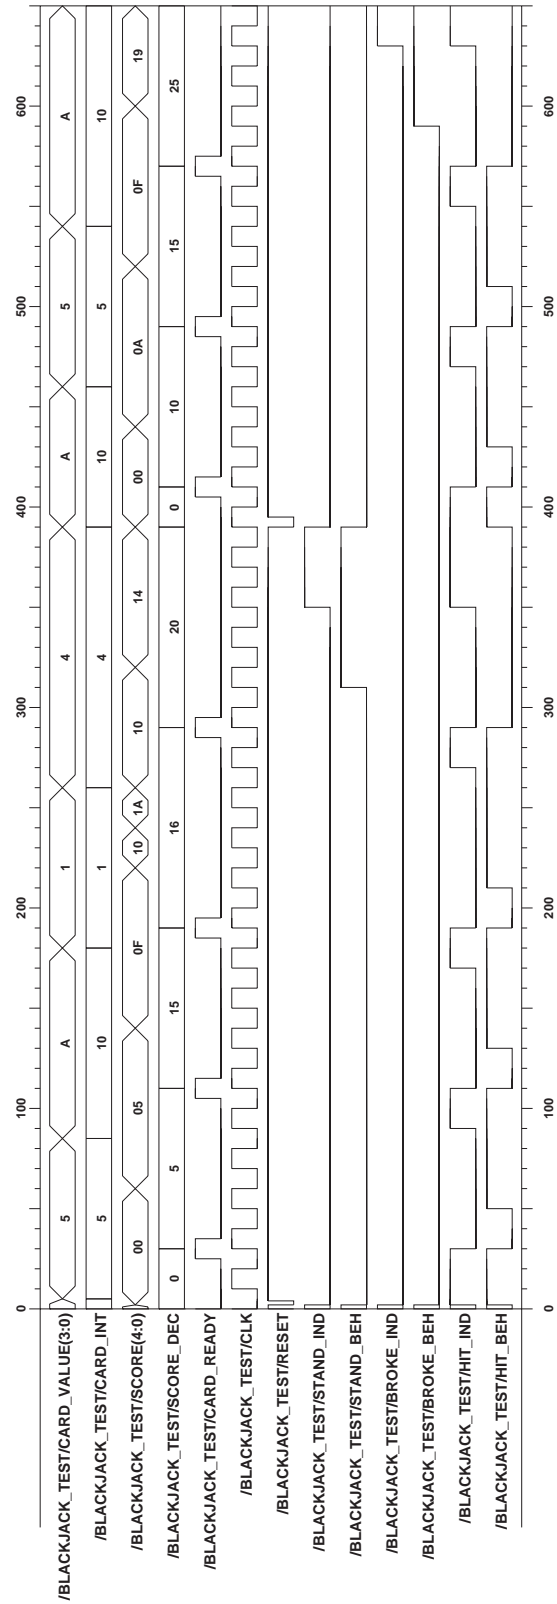 0 100 200 300 400 500 600
/BLACKJACK_TEST/CARD_VALUE(3:0) 5 A 1 4 A 5 A
/BLACKJACK_TEST/CARD_INT 5 10 1 4 10 5 10
/BLACKJACK_TEST/SCORE(4:0) 00 05 0F 10 1A 10 14 00 0A 0F 19
/BLACKJACK_TEST/SCORE_DEC 0 5 15 16 20 0 10 15 25
/BLACKJACK_TEST/CARD_READY
/BLACKJACK_TEST/CLK
/BLACKJACK_TEST/RESET
/BLACKJACK_TEST/STAND_IND
/BLACKJACK_TEST/STAND_BEH
/BLACKJACK_TEST/BROKE_IND
/BLACKJACK_TEST/BROKE_BEH
/BLACKJACK_TEST/HIT_IND
/BLACKJACK_TEST/HIT_BEH
0 100 200 300 400 500 600